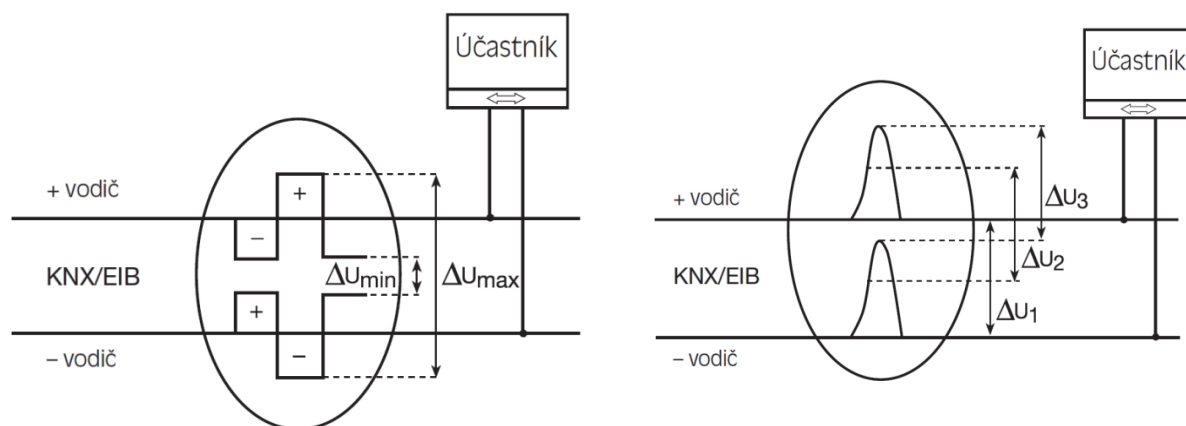 Účastník
+ vodič
+
−
KNX/EIB
ΔUmin
ΔUmax
+
−
− vodič
Účastník
+ vodič
ΔU3
KNX/EIB
ΔU2
ΔU1
− vodič